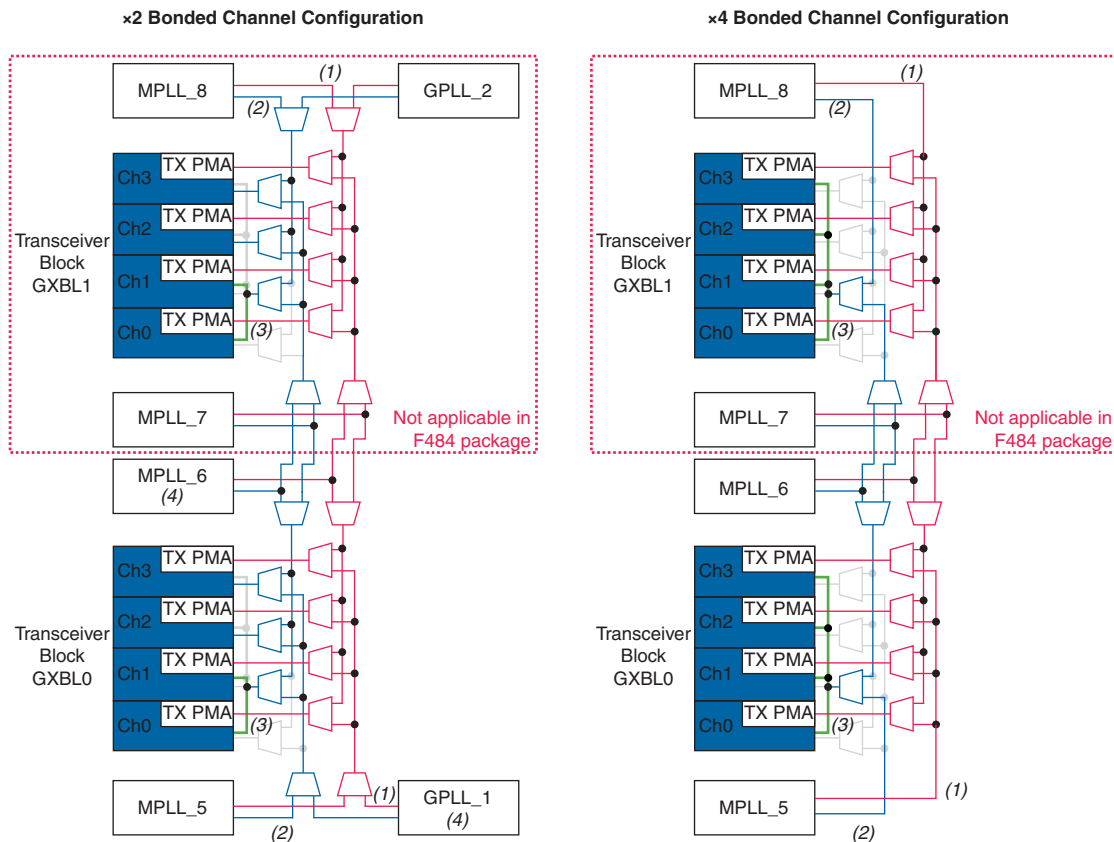 ×2 Bonded Channel Configuration
MPLL_8
(1)
(2)
GPLL_2
Transceiver
Block
GXBL1
TX PMA
Ch3
TX PMA
Ch2
TX PMA
Ch1
TX PMA
Ch0
(3)
MPLL_7
Not applicable in
F484 package
MPLL_6
(4)
Transceiver
Block
GXBL0
TX PMA
Ch3
TX PMA
Ch2
TX PMA
Ch1
TX PMA
Ch0
(3)
MPLL_5
(2)
(1)
GPLL_1
(4)
×4 Bonded Channel Configuration
MPLL_8
(1)
(2)
Transceiver
Block
GXBL1
TX PMA
Ch3
TX PMA
Ch2
TX PMA
Ch1
TX PMA
Ch0
(3)
MPLL_7
Not applicable in
F484 package
MPLL_6
Transceiver
Block
GXBL0
TX PMA
Ch3
TX PMA
Ch2
TX PMA
Ch1
TX PMA
Ch0
(3)
MPLL_5
(1)
(2)